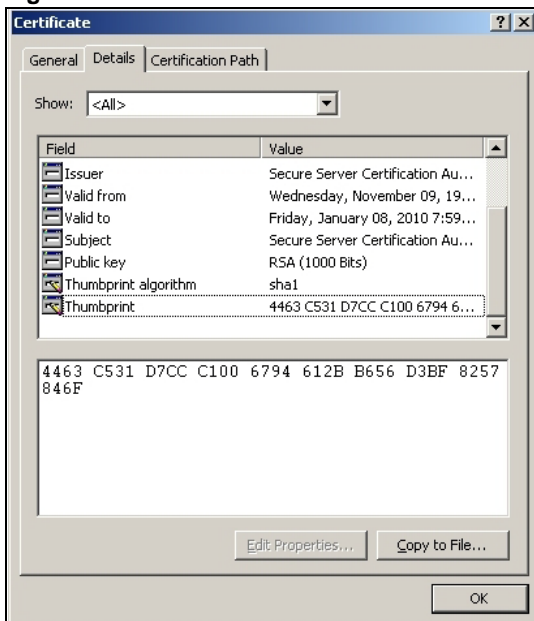 Certificate
General Details Certification Path
Show: <All>
Field Value
Issuer Secure Server Certification Au...
Valid from Wednesday, November 09, 19...
Valid to Friday, January 08, 2010 7:59...
Subject Secure Server Certification Au...
Public key RSA (1000 Bits)
Thumbprint algorithm sha1
Thumbprint 4463 C531 D7CC C100 6794 6...
4463 C531 D7CC C100 6794 612B B656 D3BF 8257
846F
Edit Properties... Copy to File...
OK